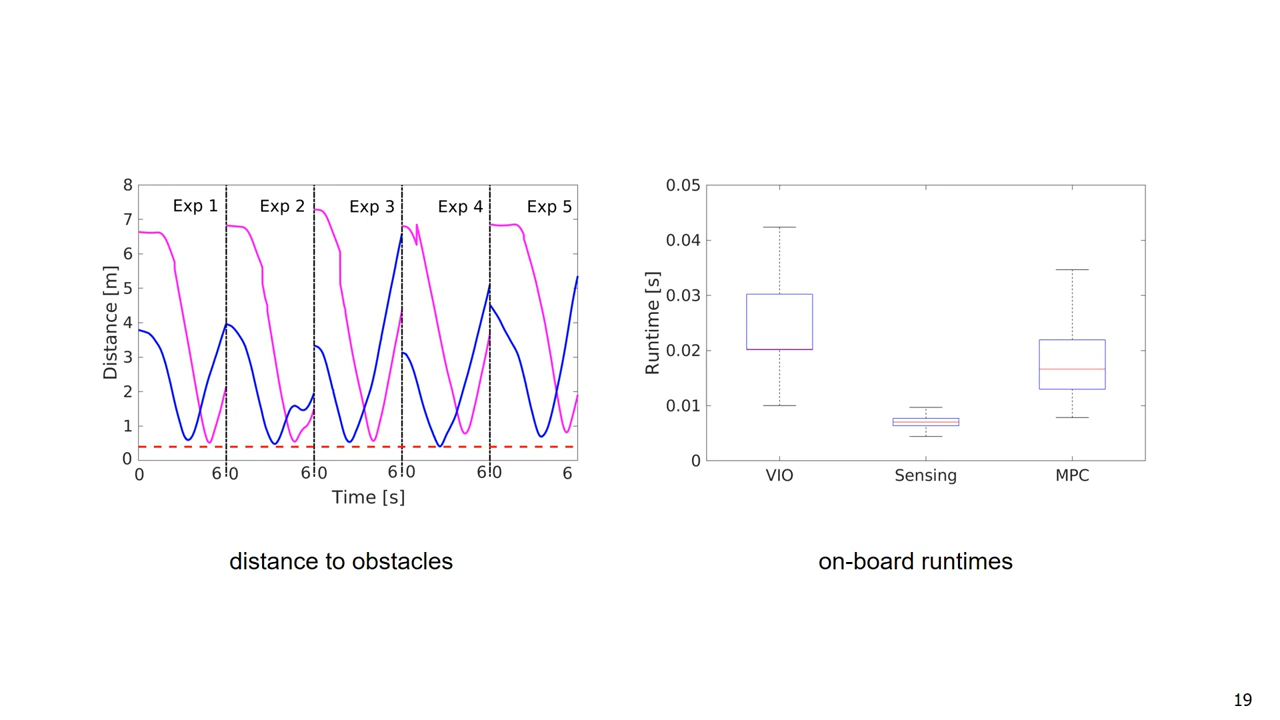 8
7
6
5
4
3
2
1
0
Distance [m]
Exp 1
Exp 2
Exp 3
Exp 4
Exp 5
0
6
0
6
0
6
0
6
0
6
Time [s]
distance to obstacles
0.05
0.04
0.03
0.02
0.01
0
Runtime [s]
VIO
Sensing
MPC
on-board runtimes
19